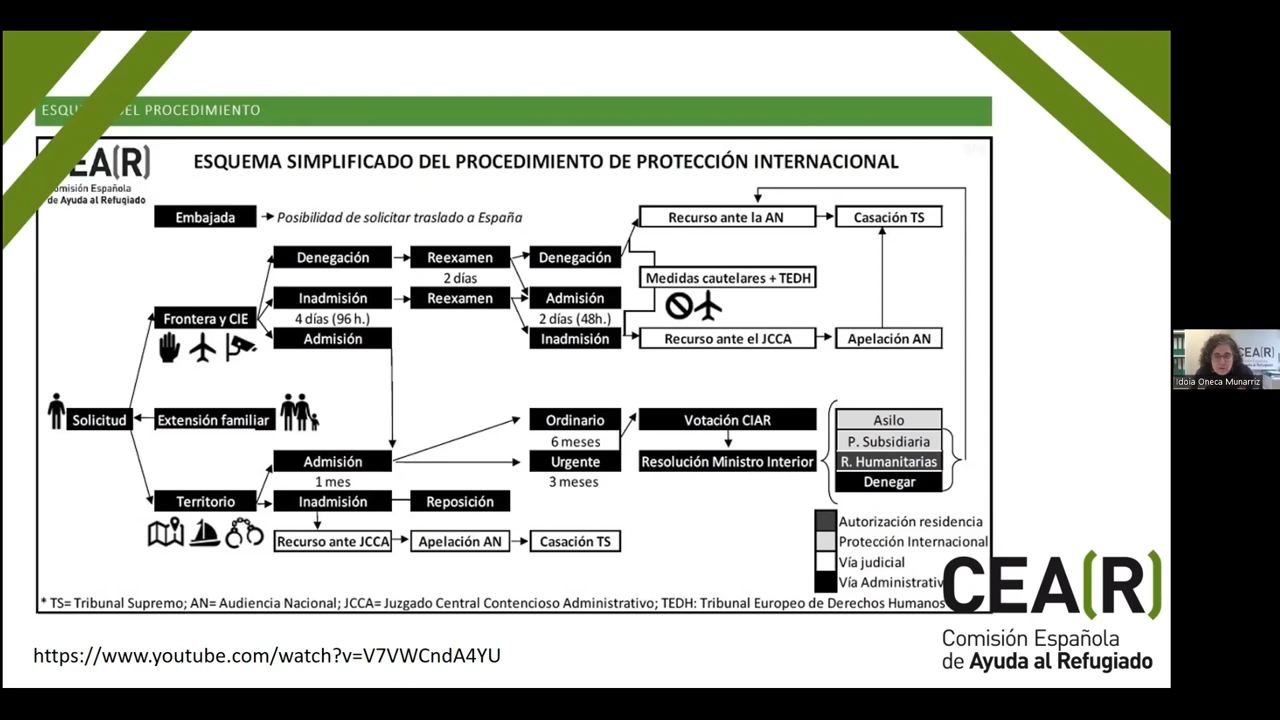 ESQU DEL PROCEDIMIENTO
EA(R)
omisión Española
de Ayuda al Refugiado
ESQUEMA SIMPLIFICADO DEL PROCEDIMIENTO DE PROTECCIÓN INTERNACIONAL
Embajada
Posibilidad de solicitar traslado a España
Recurso ante la AN
Casación TS
Denegación
Reexamen
Denegación
2 días
Medidas cautelares + TEDH
Frontera y CIE
Inadmisión
Reexamen
Admisión
4 días (96 h.)
2 días (48h.)
Admisión
Inadmisión
Recurso ante el JCCA
Apelación AN
Solicitud
Extensión familiar
Ordinario
6 meses
Votación CIAR
Asilo
P. Subsidiaria
Admisión
1 mes
Urgente
3 meses
Resolución Ministro Interior
R. Humanitarias
Denegar
Territorio
Inadmisión
Reposición
Recurso ante JCCA
Apelación AN
Casación TS
Autorización residencia
Protección Internacional
Vía judicial
Vía Administrativ
* TS= Tribunal Supremo; AN= Audiencia Nacional; JCCA= Juzgado Central Contencioso Administrativo; TEDH: Tribunal Europeo de Derechos Humanos
CEA(R)
Comisión Española
de Ayuda al Refugiado
https://www.youtube.com/watch?v=V7VWCndA4YU
Idoia Oneca Munarriz